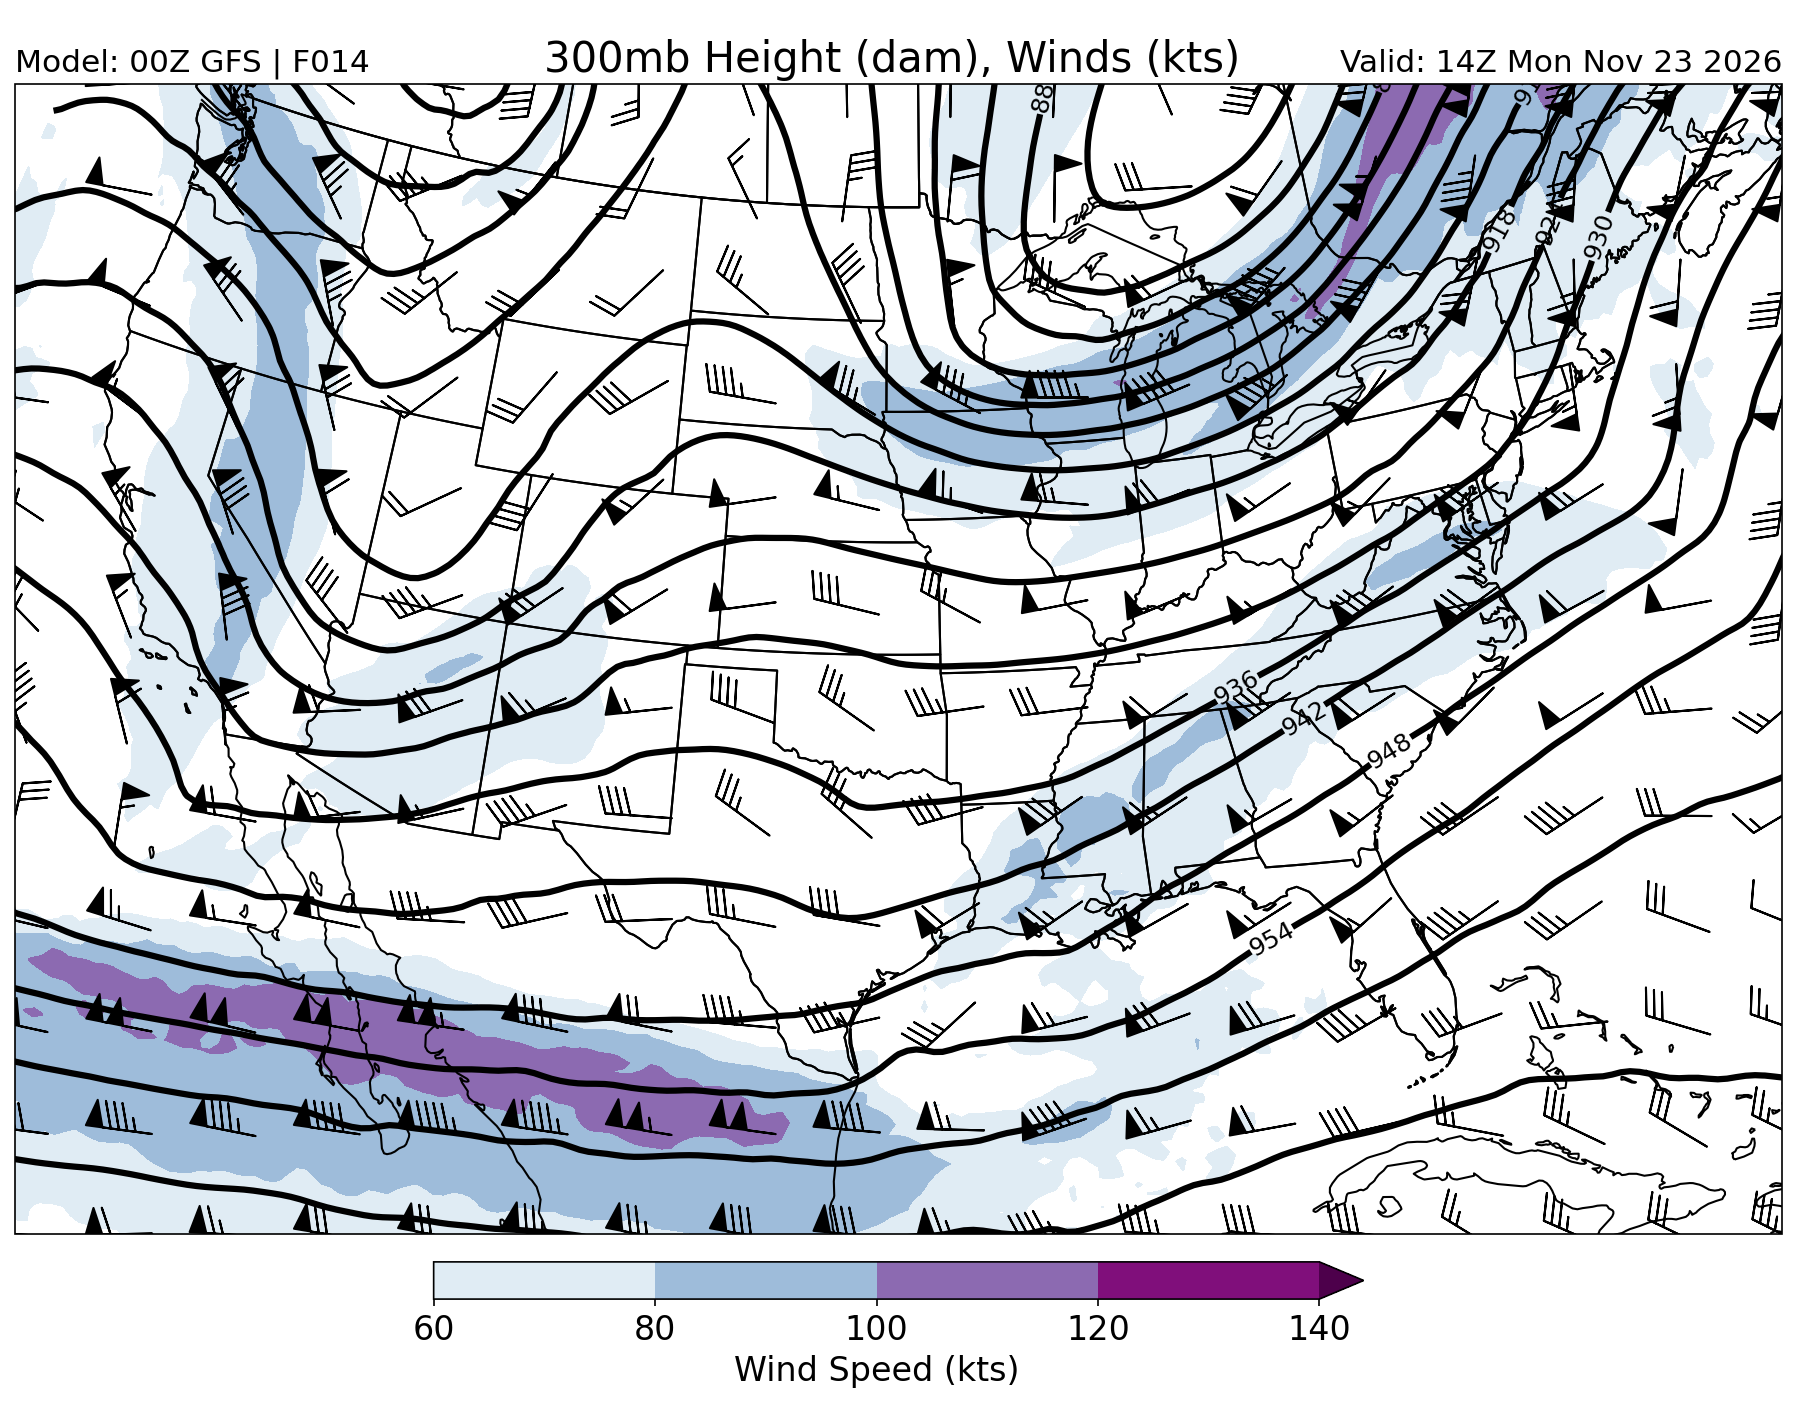 Model: 00Z GFS | F014
300mb Height (dam), Winds (kts)
Valid: 14Z Mon Nov 23 2026
918
930
936
942
948
954
60 80 100 120 140
Wind Speed (kts)